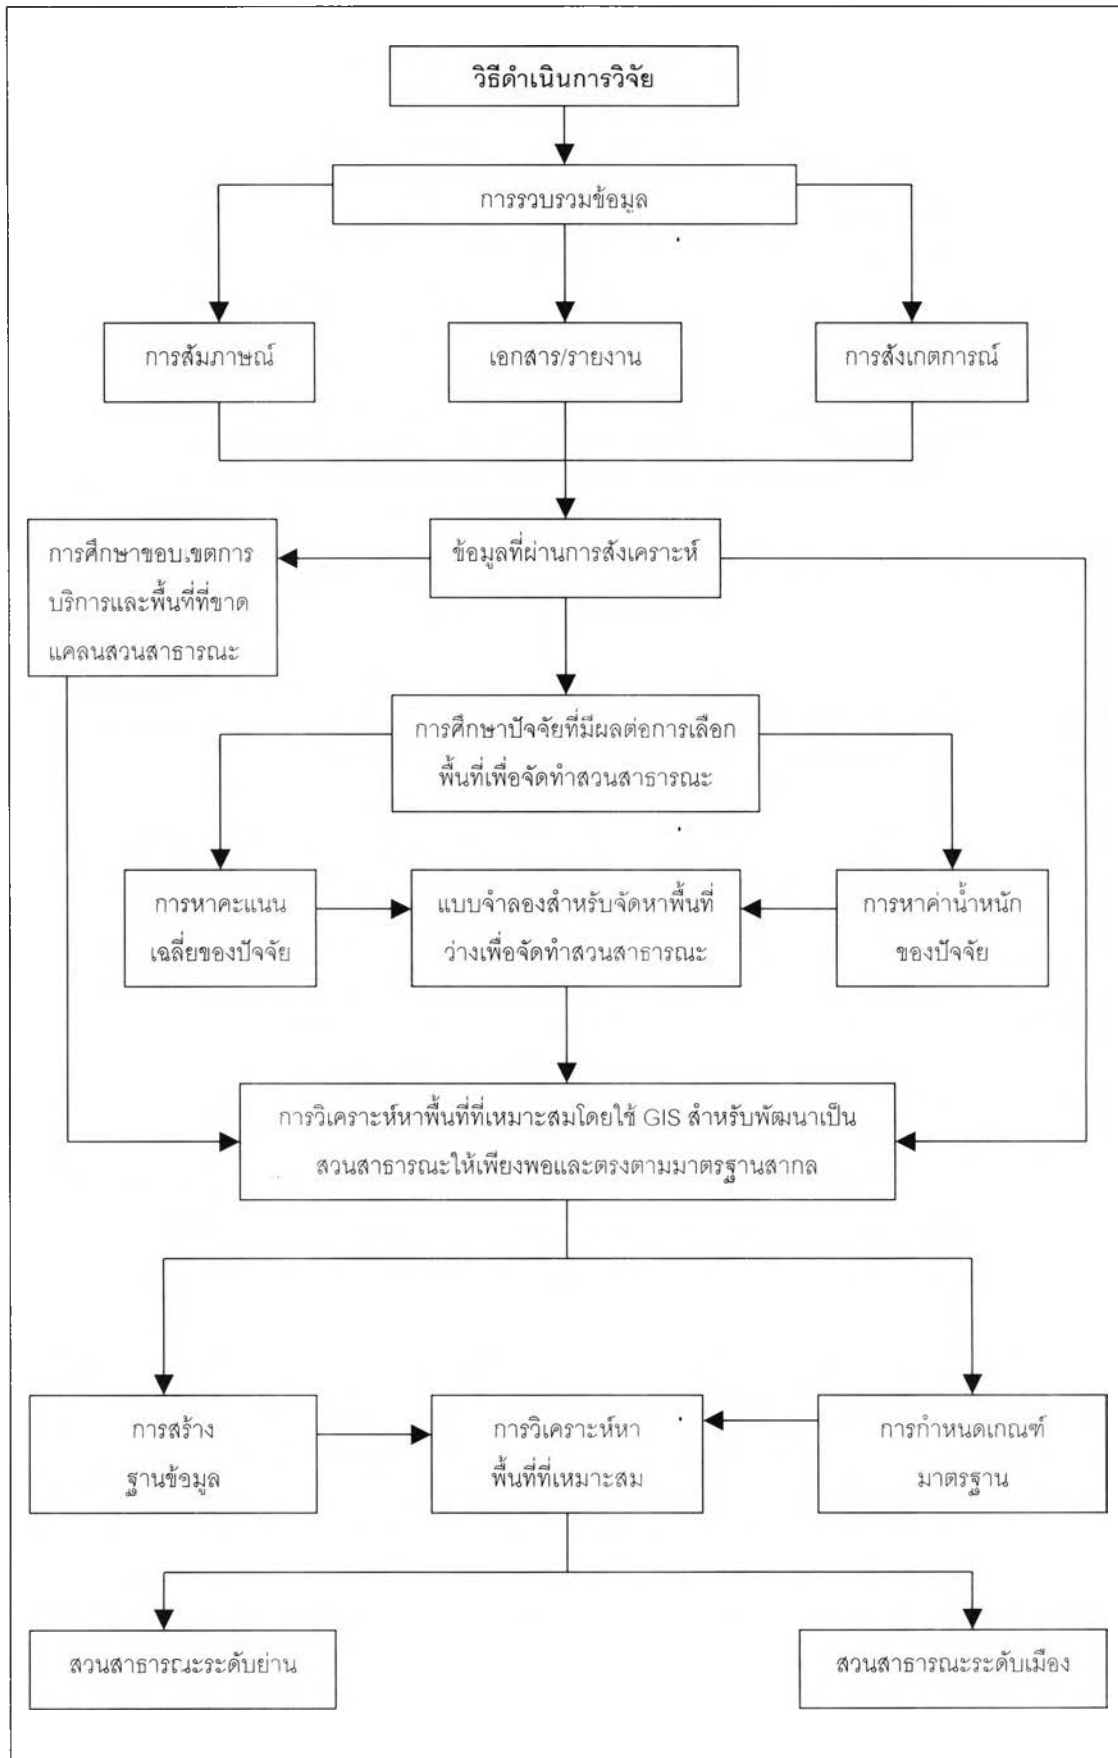 วิธีดำเนินการวิจัย
การรวบรวมข้อมูล
การสัมภาษณ์
เอกสาร/รายงาน
การสังเกตการณ์
การศึกษาขอบเขตการ
บริการและพื้นที่ที่ขาด
แคลนสวนสาธารณะ
ข้อมูลที่ผ่านการสังเคราะห์
การศึกษาปัจจัยที่มีผลต่อการเลือก
พื้นที่เพื่อจัดทำสวนสาธารณะ
การหาคะแนน
เฉลี่ยของปัจจัย
แบบจำลองสำหรับจัดหาพื้นที่
ว่างเพื่อจัดทำสวนสาธารณะ
การหาค่าน้ำหนัก
ของปัจจัย
การวิเคราะห์หาพื้นที่ที่เหมาะสมโดยใช้ GIS สำหรับพัฒนาเป็น
สวนสาธารณะให้เพียงพอและตรงตามมาตรฐานสากล
การสร้าง
ฐานข้อมูล
การวิเคราะห์หา
พื้นที่ที่เหมาะสม
การกำหนดเกณฑ์
มาตรฐาน
สวนสาธารณะระดับย่าน
สวนสาธารณะระดับเมือง